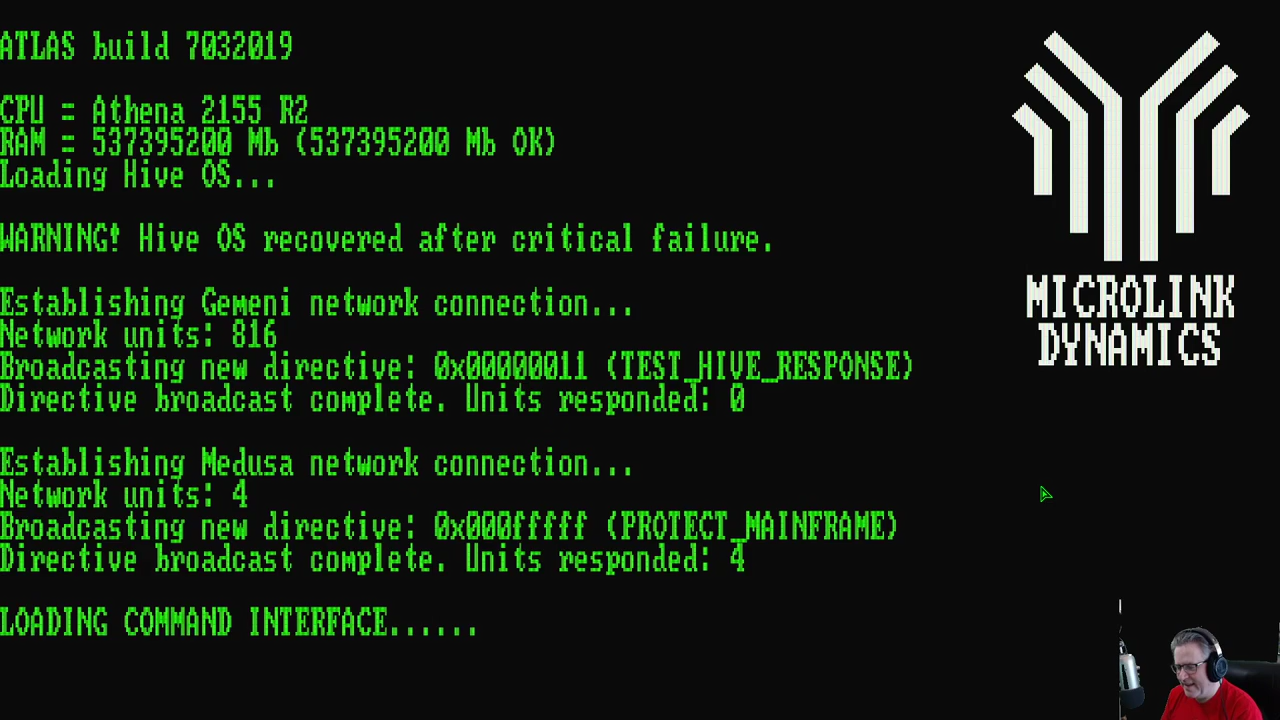 ATLAS build 7032019
CPU = Athena 2155 R2
RAM = 537395200 Mb (537395200 Mb OK)
Loading Hive OS...
WARNING! Hive OS recovered after critical failure.
Establishing Gemeni network connection...
Network units: 816
Broadcasting new directive: 0x00000011 (TEST_HIVE_RESPONSE)
Directive broadcast complete. Units responded: 0
Establishing Medusa network connection...
Network units: 4
Broadcasting new directive: 0x000fffff (PROTECT_MAINFRAME)
Directive broadcast complete. Units responded: 4
LOADING COMMAND INTERFACE......
MICROLINK
DYNAMICS